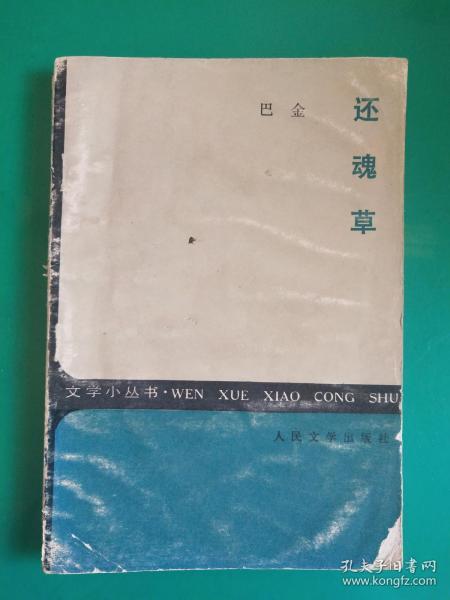 还魂草
巴金
文学小丛书·WEN XUE XIAO CONG SHU
人民文学出版社
孔夫子旧书网
www.kongfz.com